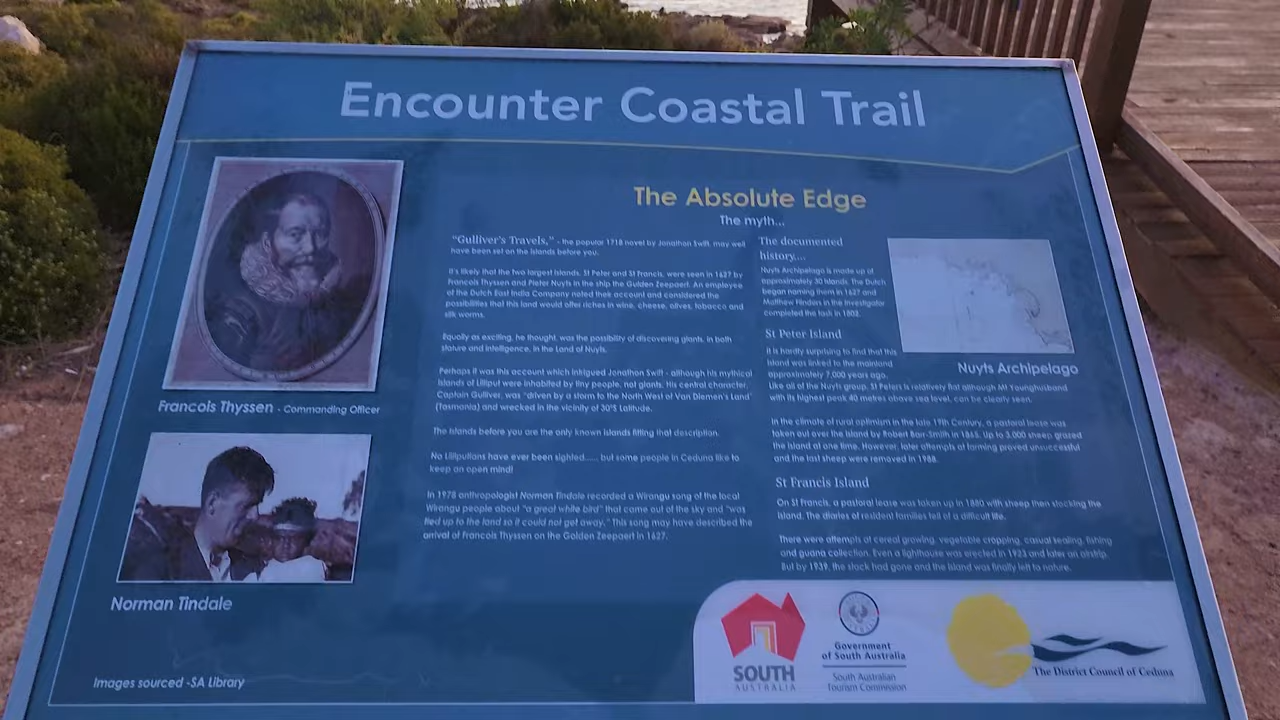 Encounter Coastal Trail
The Absolute Edge
The myth...
Francois Thyssen - Commanding Officer
Norman Tindale
Images sourced -SA Library
"Gulliver's Travels," - the popular 1718 novel by Jonathan Swift, may well
have been set on the islands before you.
It's likely that the two largest islands, St Peter and St Francis, were seen in 1627 by
Francois Thyssen and Pieter Nuyts in the ship the Gulden Zeepaert. An employee
of the Dutch East India Company noted their account and considered the
possibilities that this land would offer riches in wine, cheese, olives, tobacco and
silk worms.
Equally as exciting, he thought, was the possibility of discovering giants, in both
stature and intelligence, in the Land of Nuyts.
Perhaps it was this account which intrigued Jonathan Swift - although his mythical
islands of Lilliput were inhabited by tiny people, not giants. His central character,
Captain Gulliver, was "driven by a storm to the North West of Van Diemen's Land"
(Tasmania) and wrecked in the vicinity of 30°S Latitude.
The islands before you are the only known islands fitting that description.
No Lilliputians have ever been sighted...... but some people in Ceduna like to
keep an open mind!
In 1978 anthropologist Norman Tindale recorded a Wirangu song of the local
Wirangu people about "a great white bird" that came out of the sky and "was
tied up to the land so it could not get away." This song may have described the
arrival of Francois Thyssen on the Golden Zeepaert in 1627.
The documented
history....
Nuyts Archipelago is made up of
approximately 30 islands. The Dutch
began naming them in 1627 and
Matthew Flinders in the Investigator
completed the task in 1802.
Nuyts Archipelago
St Peter Island
It is hardly surprising to find that this
island was linked to the mainland
approximately 7,000 years ago.
Like all of the Nuyts group, St Peters is relatively flat although Mt Younghusband
with its highest peak 40 metres above sea level, can be clearly seen.
In the climate of rural optimism in the late 19th Century, a pastoral lease was
taken out over the island by Robert Barr-Smith in 1865. Up to 3,000 sheep grazed
the island at one time. However, later attempts at farming proved unsuccessful
and the last sheep were removed in 1988.
St Francis Island
On St Francis, a pastoral lease was taken up in 1880 with sheep then stocking the
island. The diaries of resident families tell of a difficult life.
There were attempts at cereal growing, vegetable cropping, casual sealing, fishing
and guano collection. Even a lighthouse was erected in 1923 and later an airstrip.
But by 1939, the stock had gone and the island was finally left to nature.
SOUTH
AUSTRALIA
Government
of South Australia
South Australian
Tourism Commission
The District Council of Ceduna